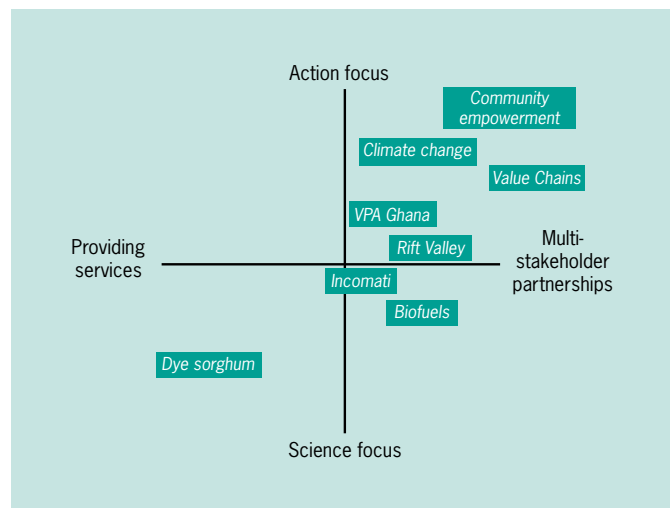 Action focus
Community
empowerment
Climate change
Value Chains
VPA Ghana
Providing
services
Rift Valley
Multi-
stakeholder
partnerships
Incomati
Biofuels
Dye sorghum
Science focus